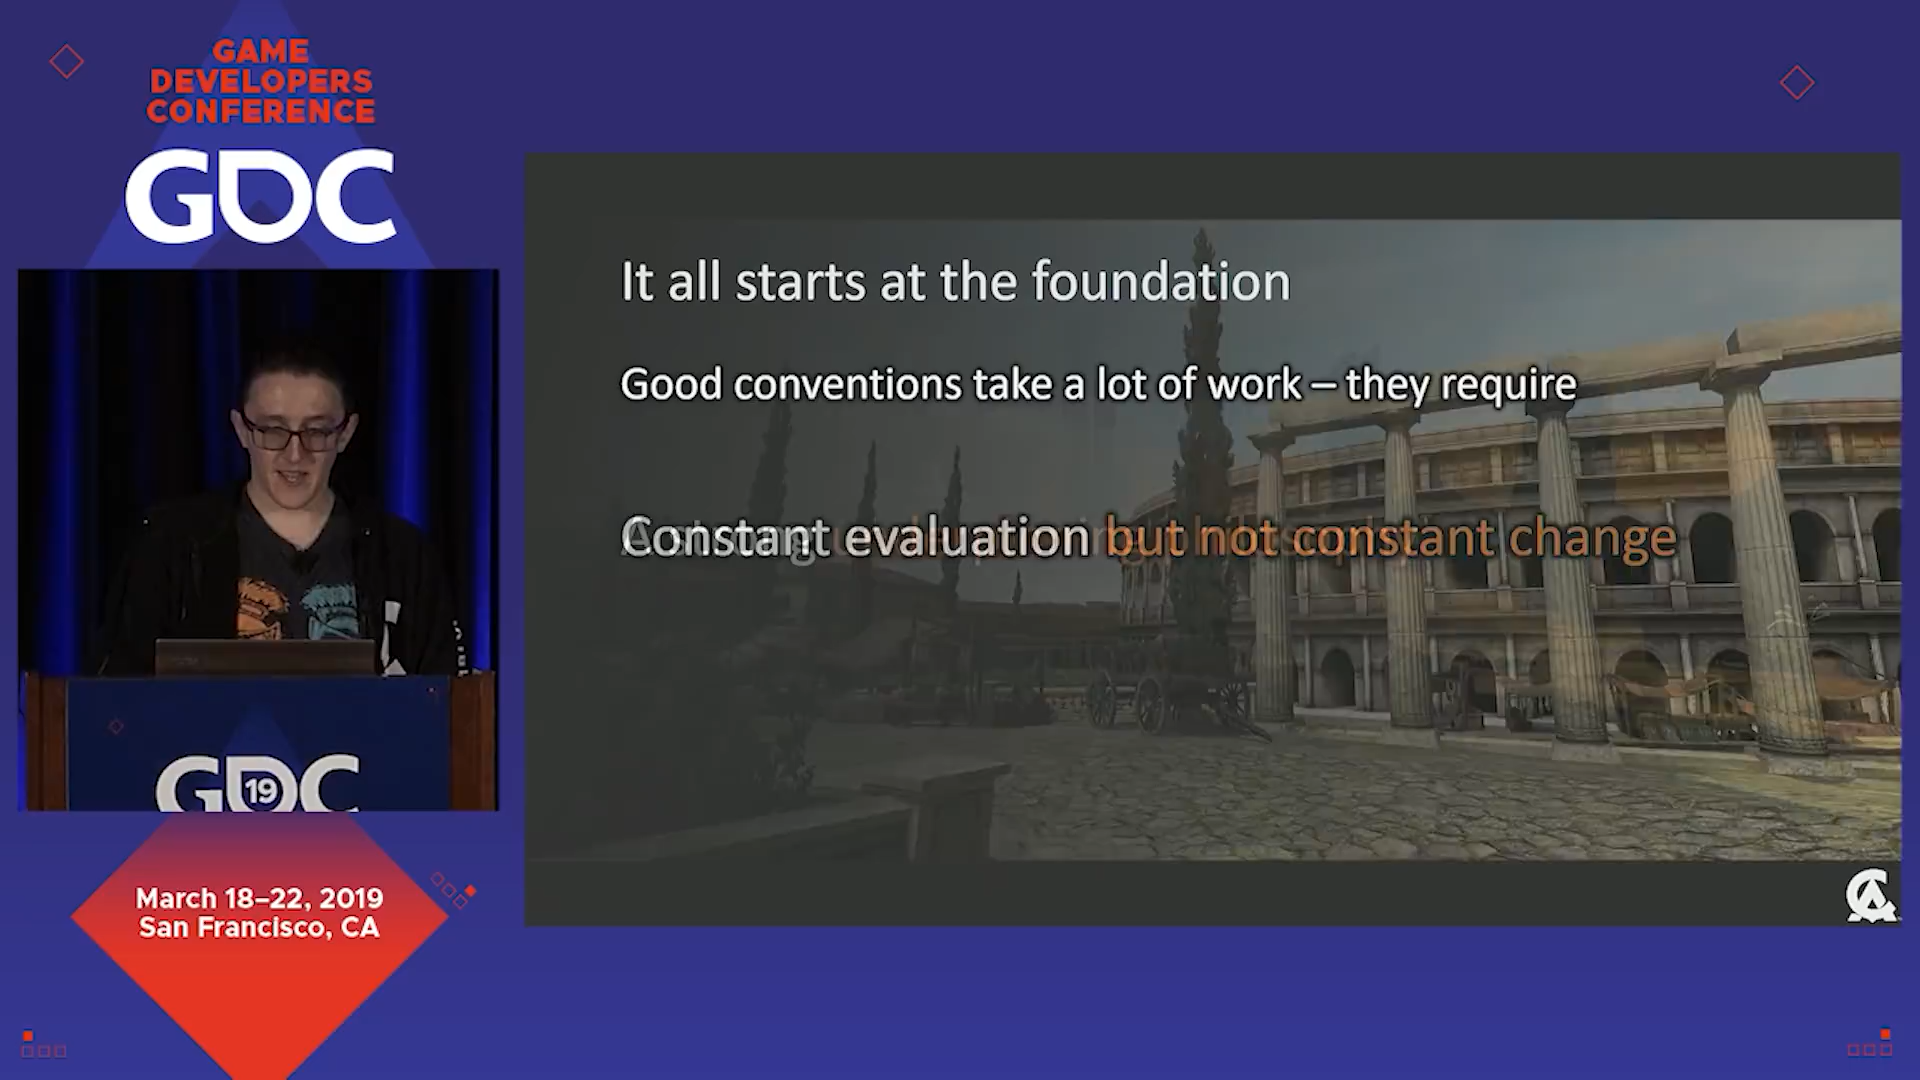 GAME
DEVELOPERS
CONFERENCE
GDC
It all starts at the foundation
Good conventions take a lot of work – they require
Constant evaluation but not constant change
GDC
19
March 18–22, 2019
San Francisco, CA